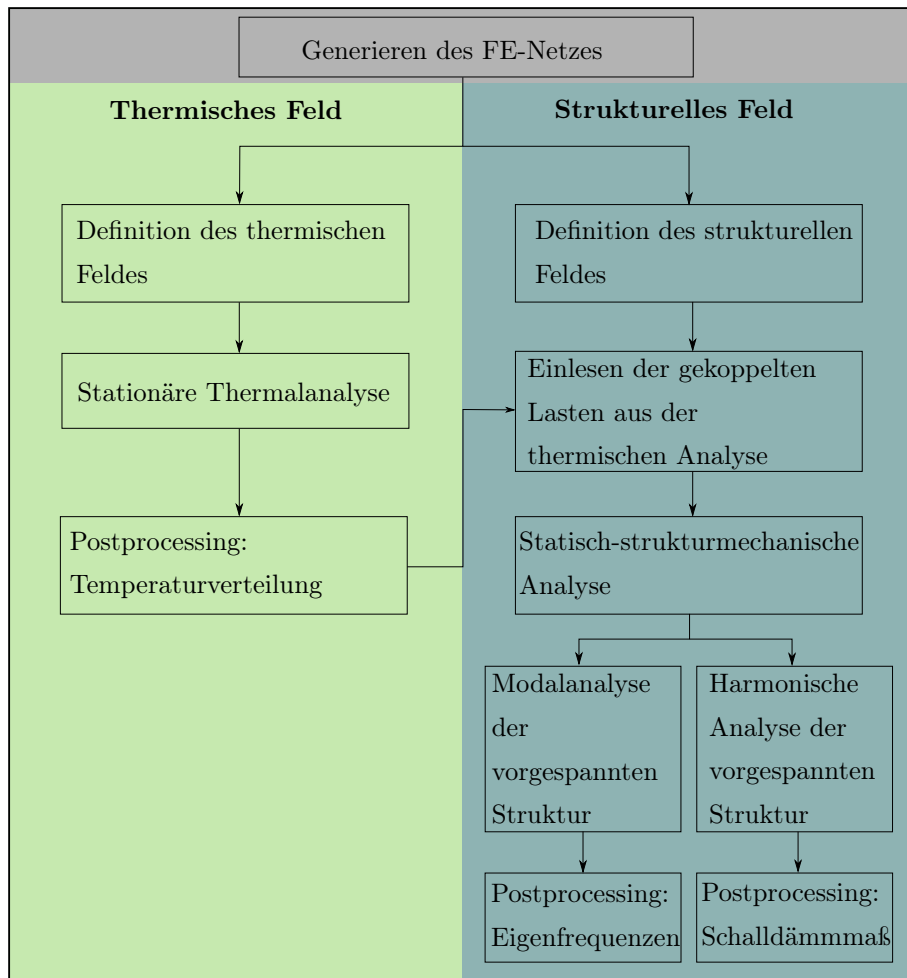 Generieren des FE-Netzes
Thermisches Feld
Strukturelles Feld
Definition des thermischen
Feldes
Definition des strukturellen
Feldes
Stationäre Thermalanalyse
Einlesen der gekoppelten
Lasten aus der
thermischen Analyse
Postprocessing:
Temperaturverteilung
Statisch-strukturmechanische
Analyse
Modalanalyse
der
vorgespannten
Struktur
Harmonische
Analyse der
vorgespannten
Struktur
Postprocessing:
Eigenfrequenzen
Postprocessing:
Schalldämmmaß